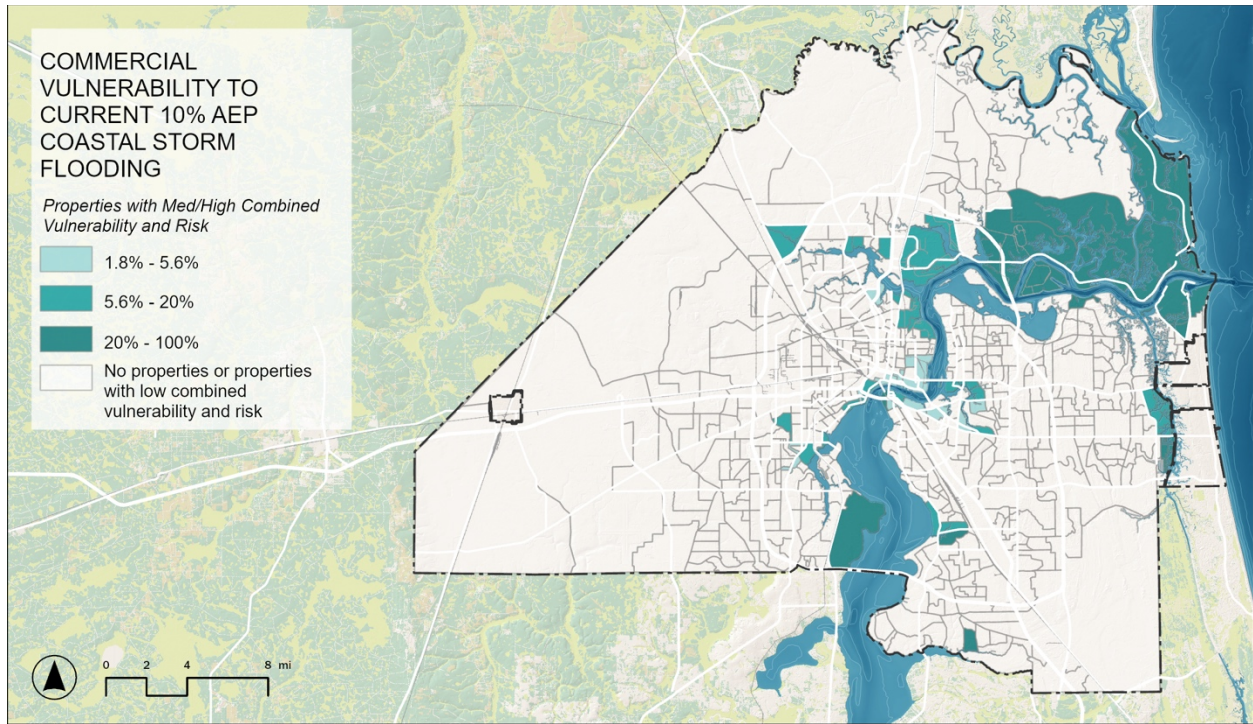 COMMERCIAL
VULNERABILITY TO
CURRENT 10% AEP
COASTAL STORM
FLOODING
Properties with Med/High Combined
Vulnerability and Risk
1.8% - 5.6%
5.6% - 20%
20% - 100%
No properties or properties
with low combined
vulnerability and risk
0 2 4 8 mi